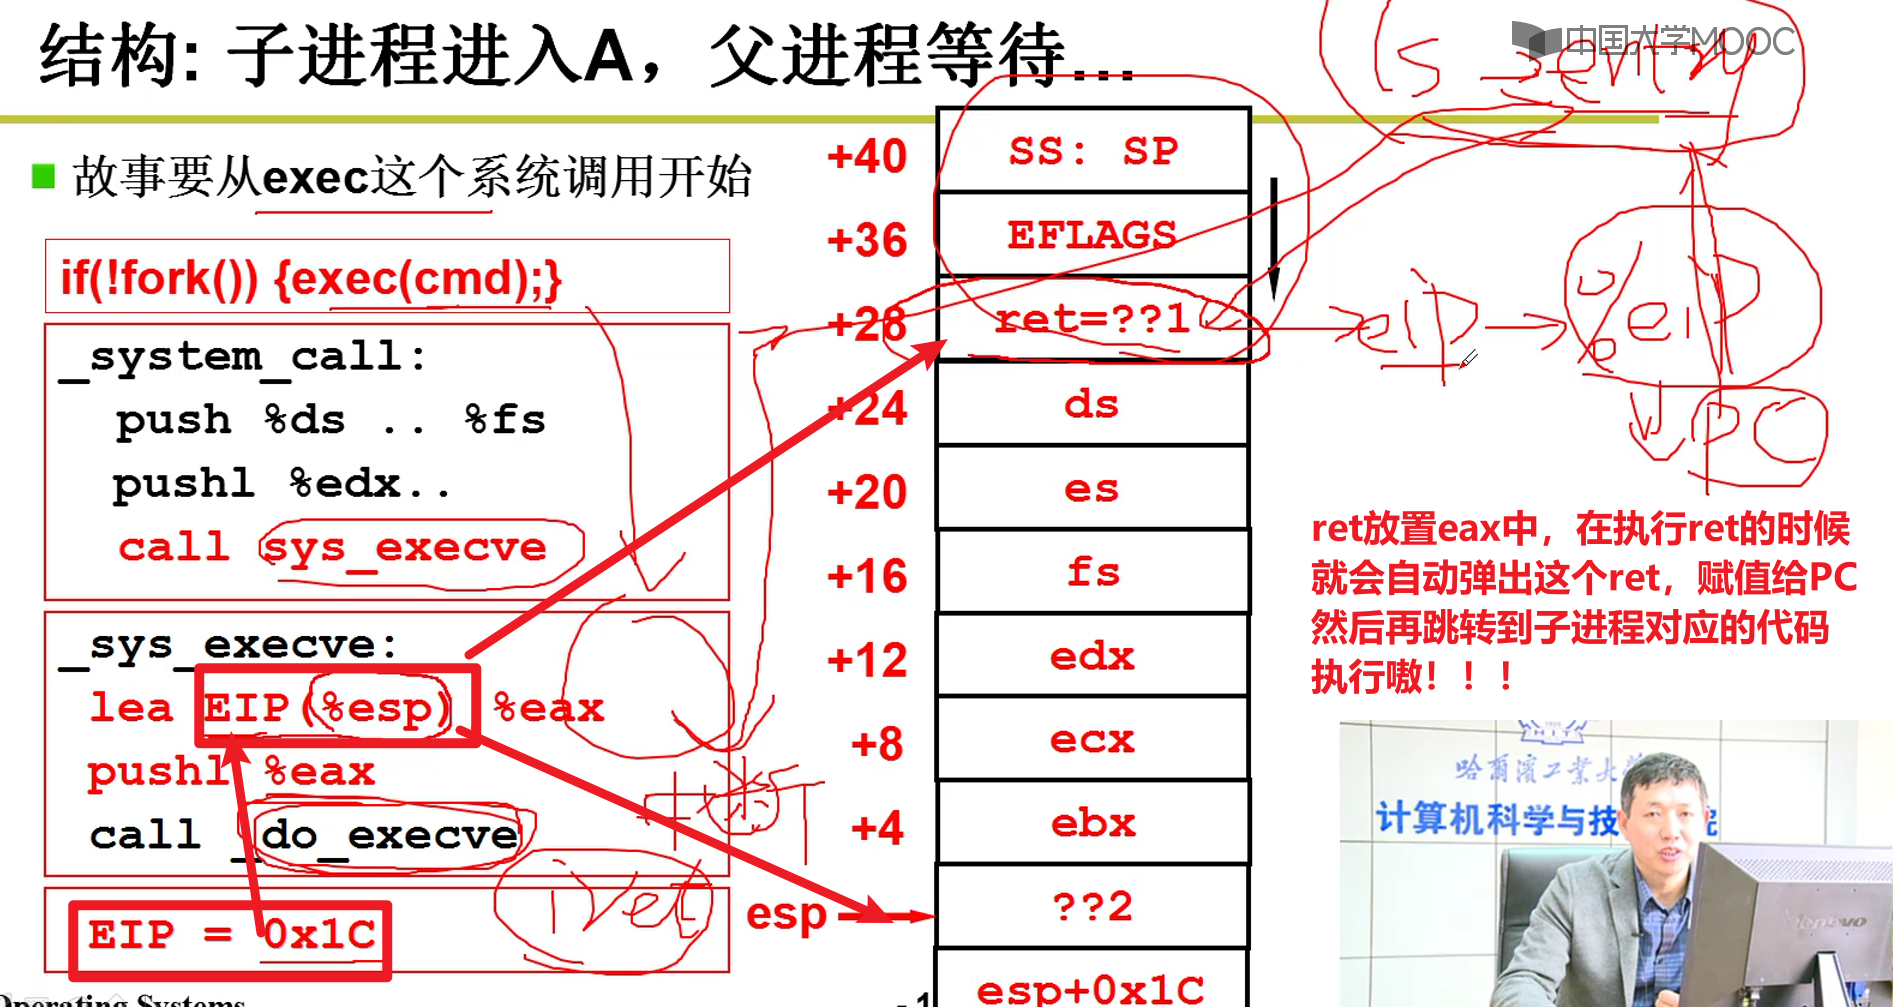 结构: 子进程进入A，父进程等待...
中国大学MOOC
ls entry
故事要从exec这个系统调用开始
if(!fork()) {exec(cmd);}
_system_call:
push %ds .. %fs
pushl %edx..
call sys_execve
_sys_execve:
lea EIP(%esp) %eax
pushl %eax
call _do_execve
EIP = 0x1C
iret
中断
+40 SS: SP
+36 EFLAGS
+28 ret=??1
+24 ds
+20 es
+16 fs
+12 edx
+8 ecx
+4 ebx
esp ??2
esp+0x1C
eip
%eip
PC
ret放置eax中，在执行ret的时候
就会自动弹出这个ret，赋值给PC
然后再跳转到子进程对应的代码
执行嗷！！！
哈尔滨工业大学
计算机科学与技
院
lenovo
Operating Systems
- 1